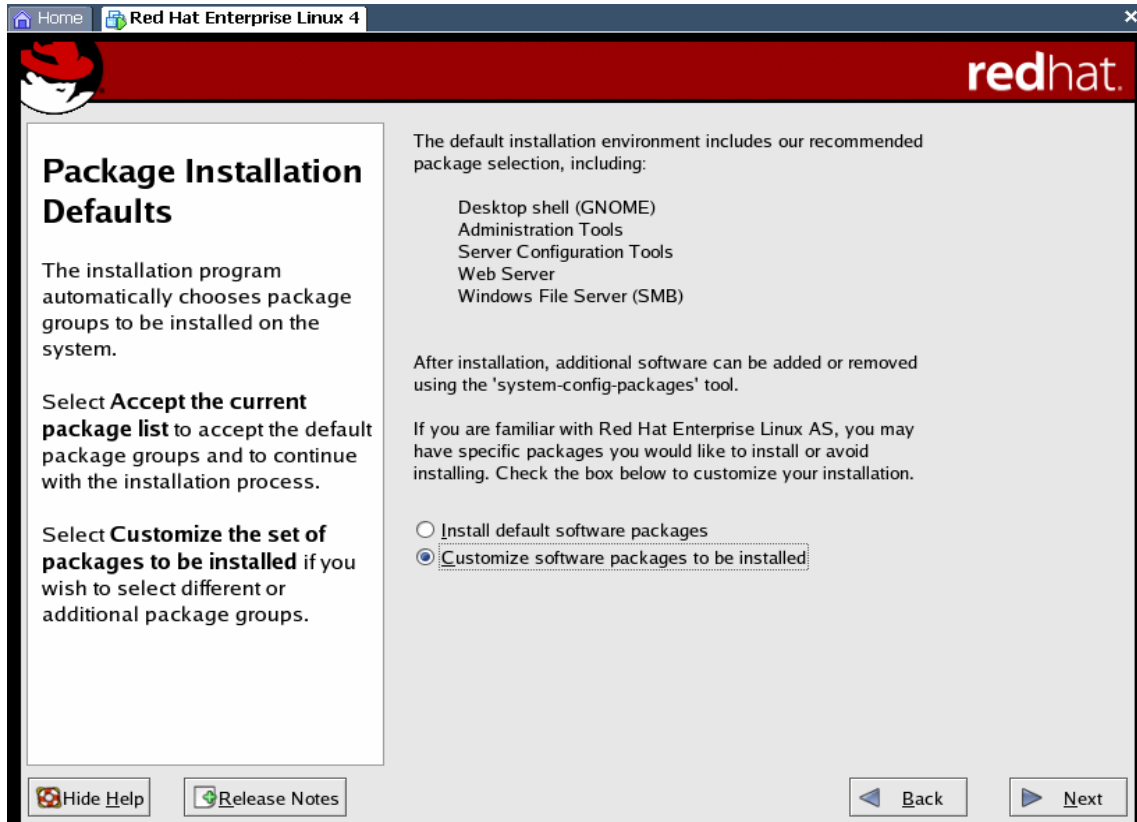 Home
Red Hat Enterprise Linux 4
redhat.
Package Installation
Defaults
The installation program
automatically chooses package
groups to be installed on the
system.
Select Accept the current
package list to accept the default
package groups and to continue
with the installation process.
Select Customize the set of
packages to be installed if you
wish to select different or
additional package groups.
The default installation environment includes our recommended
package selection, including:
Desktop shell (GNOME)
Administration Tools
Server Configuration Tools
Web Server
Windows File Server (SMB)
After installation, additional software can be added or removed
using the 'system-config-packages' tool.
If you are familiar with Red Hat Enterprise Linux AS, you may
have specific packages you would like to install or avoid
installing. Check the box below to customize your installation.
Install default software packages
Customize software packages to be installed
Hide Help
Release Notes
Back
Next